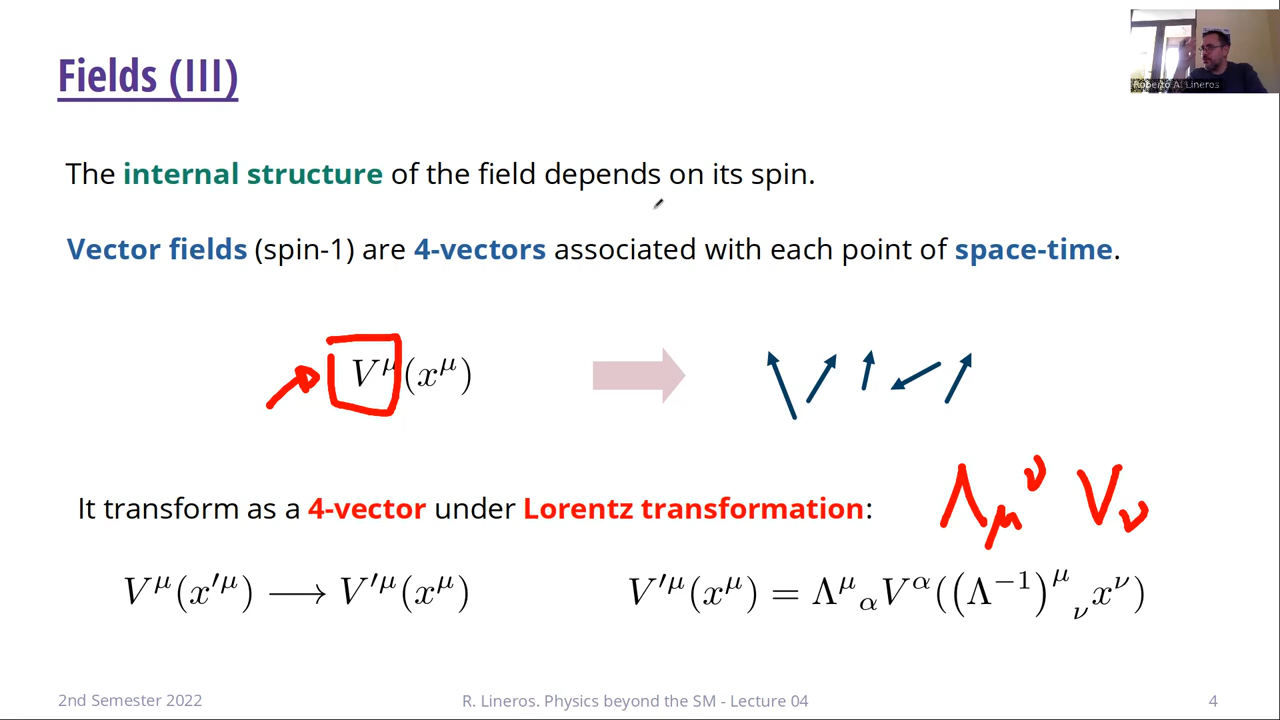 Fields (III)
Roberto A. Lineros
The internal structure of the field depends on its spin.
Vector fields (spin-1) are 4-vectors associated with each point of space-time.
V^μ(x^μ)
Λ_μ^ν V_ν
It transform as a 4-vector under Lorentz transformation:
V^μ(x'^μ) ⟶ V'^μ(x^μ)
V'^μ(x^μ) = Λ^μ_α V^α((Λ^{-1})^μ_ν x^ν)
2nd Semester 2022
R. Lineros. Physics beyond the SM - Lecture 04
4